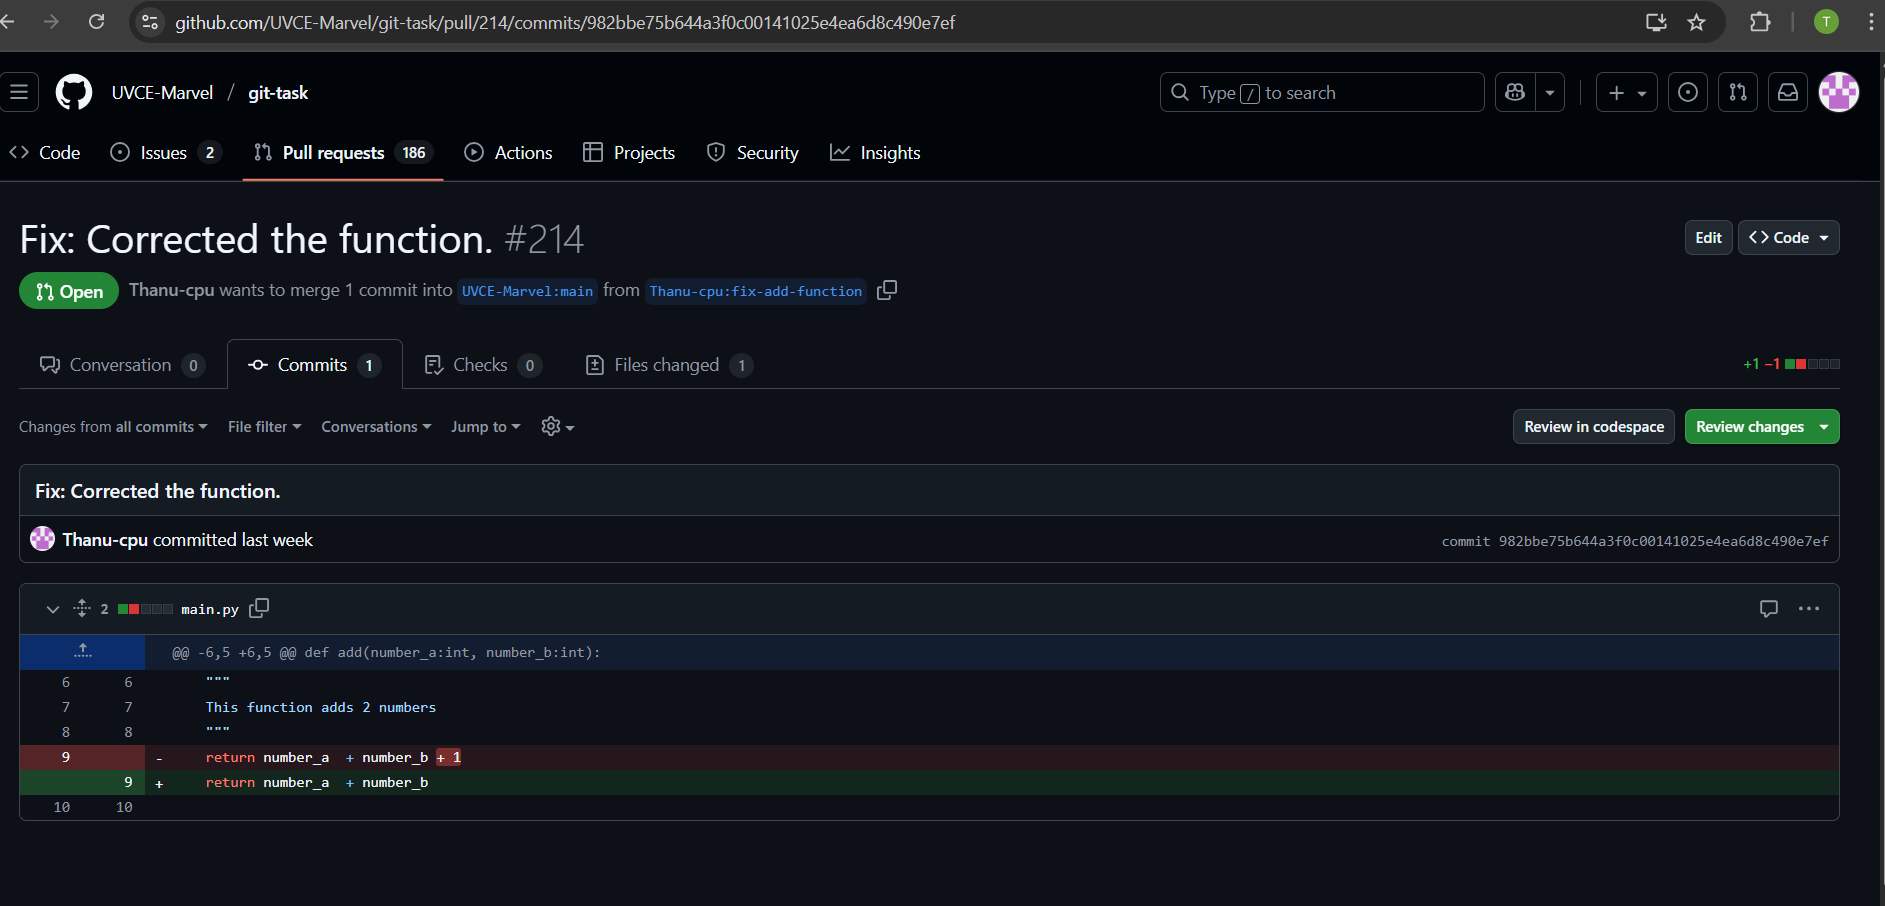 github.com/UVCE-Marvel/git-task/pull/214/commits/982bbe75b644a3f0c00141025e4ea6d8c490e7ef
T
UVCE-Marvel / git-task
Type / to search
Code
Issues 2
Pull requests 186
Actions
Projects
Security
Insights
Fix: Corrected the function. #214
Edit
<> Code
Open
Thanu-cpu wants to merge 1 commit into UVCE-Marvel:main from Thanu-cpu:fix-add-function
Conversation 0
Commits 1
Checks 0
Files changed 1
+1 −1
Changes from all commits
File filter
Conversations
Jump to
Review in codespace
Review changes
Fix: Corrected the function.
Thanu-cpu committed last week
commit 982bbe75b644a3f0c00141025e4ea6d8c490e7ef
2 main.py
@@ -6,5 +6,5 @@ def add(number_a:int, number_b:int):
6 6 """
7 7 This function adds 2 numbers
8 8 """
9 - return number_a  + number_b + 1
9 + return number_a  + number_b
10 10